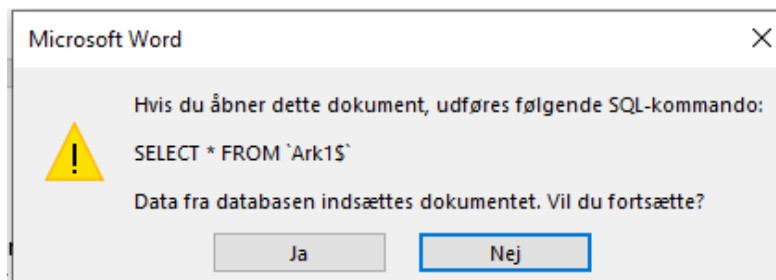 Microsoft Word
Hvis du åbner dette dokument, udføres følgende SQL-kommando:
SELECT * FROM `Ark1$`
Data fra databasen indsættes dokumentet. Vil du fortsætte?
Ja
Nej